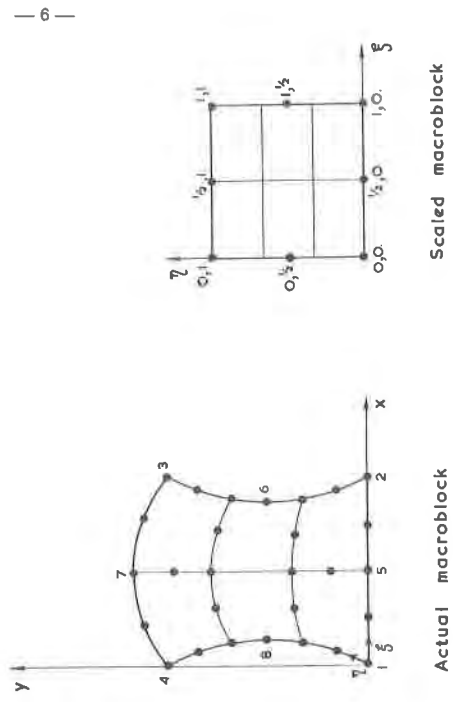 — 6 —
y
4
7
3
8
6
η
ξ
1
5
2
x
Actual macroblock
η
0,1
½,1
1,1
0,½
1,½
0,0.
½,0
1,0.
ξ
Scaled macroblock